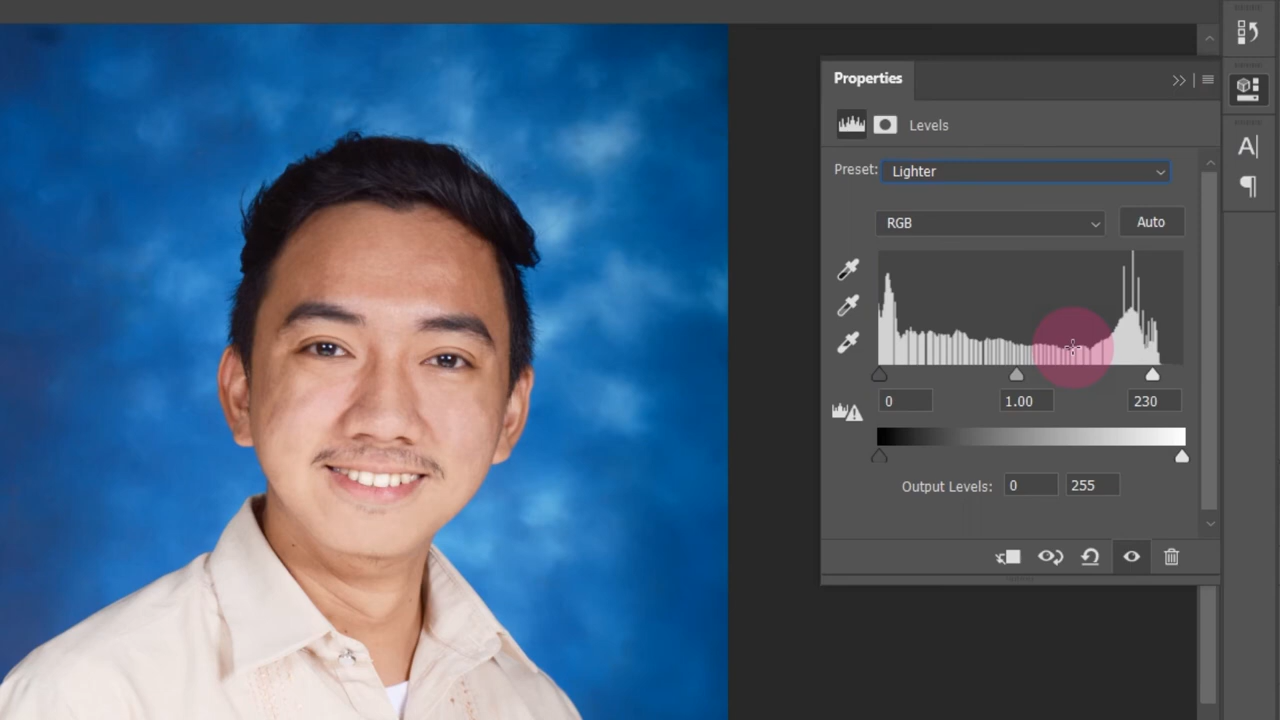 Properties
Levels
Preset: Lighter
RGB Auto
0 1.00 230
Output Levels: 0 255
A